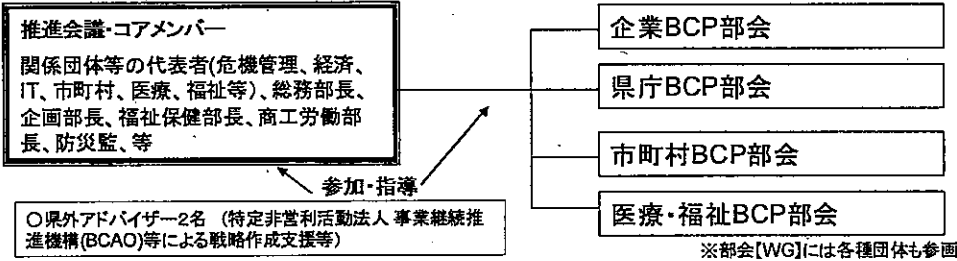 推進会議・コアメンバー
関係団体等の代表者(危機管理、経済、
IT、市町村、医療、福祉等)、総務部長、
企画部長、福祉保健部長、商工労働部
長、防災監、等
企業BCP部会
県庁BCP部会
市町村BCP部会
医療・福祉BCP部会
参加・指導
○県外アドバイザー2名 (特定非営利活動法人 事業継続推
進機構(BCAO)等による戦略作成支援等)
※部会【WG】には各種団体も参画